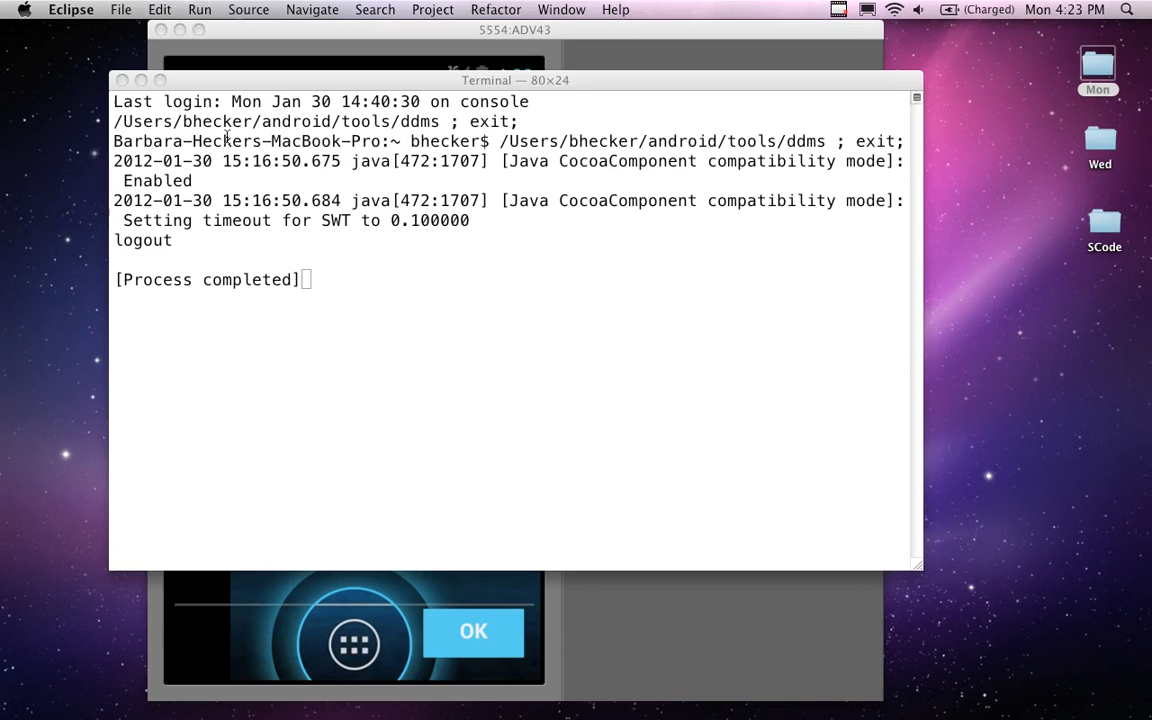 Eclipse File Edit Run Source Navigate Search Project Refactor Window Help (Charged) Mon 4:23 PM
5554:ADV43
Terminal — 80×24
Last login: Mon Jan 30 14:40:30 on console
/Users/bhecker/android/tools/ddms ; exit;
Barbara-Heckers-MacBook-Pro:~ bhecker$ /Users/bhecker/android/tools/ddms ; exit;
2012-01-30 15:16:50.675 java[472:1707] [Java CocoaComponent compatibility mode]:
Enabled
2012-01-30 15:16:50.684 java[472:1707] [Java CocoaComponent compatibility mode]:
Setting timeout for SWT to 0.100000
logout
[Process completed]
Mon
Wed
SCode
OK